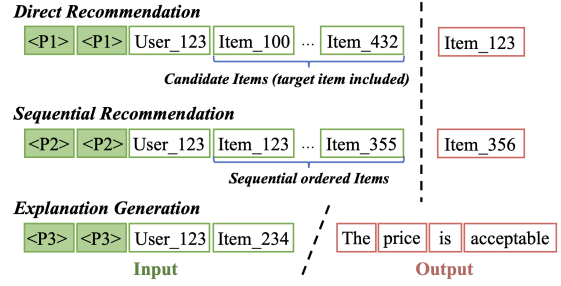 Direct Recommendation
<P1> <P1> User_123 Item_100 ... Item_432 Item_123
Candidate Items (target item included)
Sequential Recommendation
<P2> <P2> User_123 Item_123 ... Item_355 Item_356
Sequential ordered Items
Explanation Generation
<P3> <P3> User_123 Item_234 The price is acceptable
Input Output